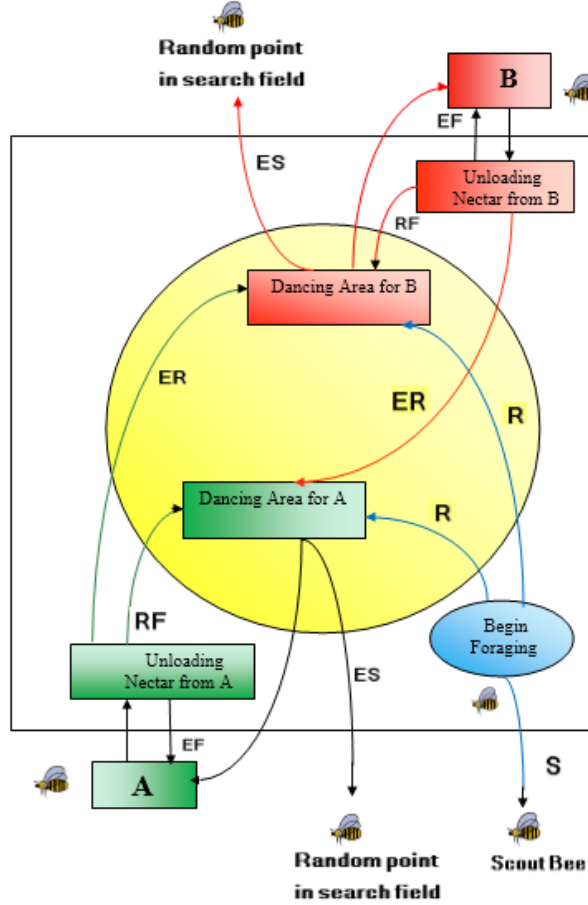 Random point
in search field
B
EF
ES
Unloading
Nectar from B
RF
Dancing Area for B
ER
ER
R
Dancing Area for A
R
RF
Begin
Foraging
Unloading
Nectar from A
ES
EF
S
A
Random point
in search field
Scout Bee